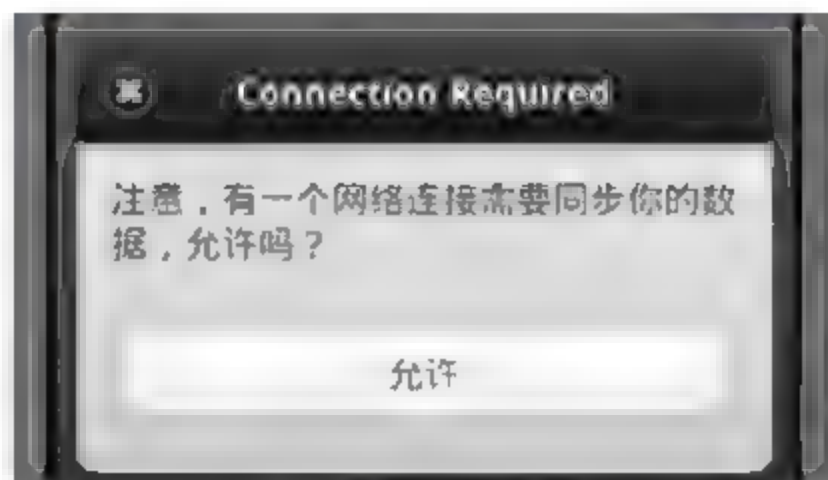 Connection Required
注意，有一个网络连接需要同步你的数
据，允许吗？
允许